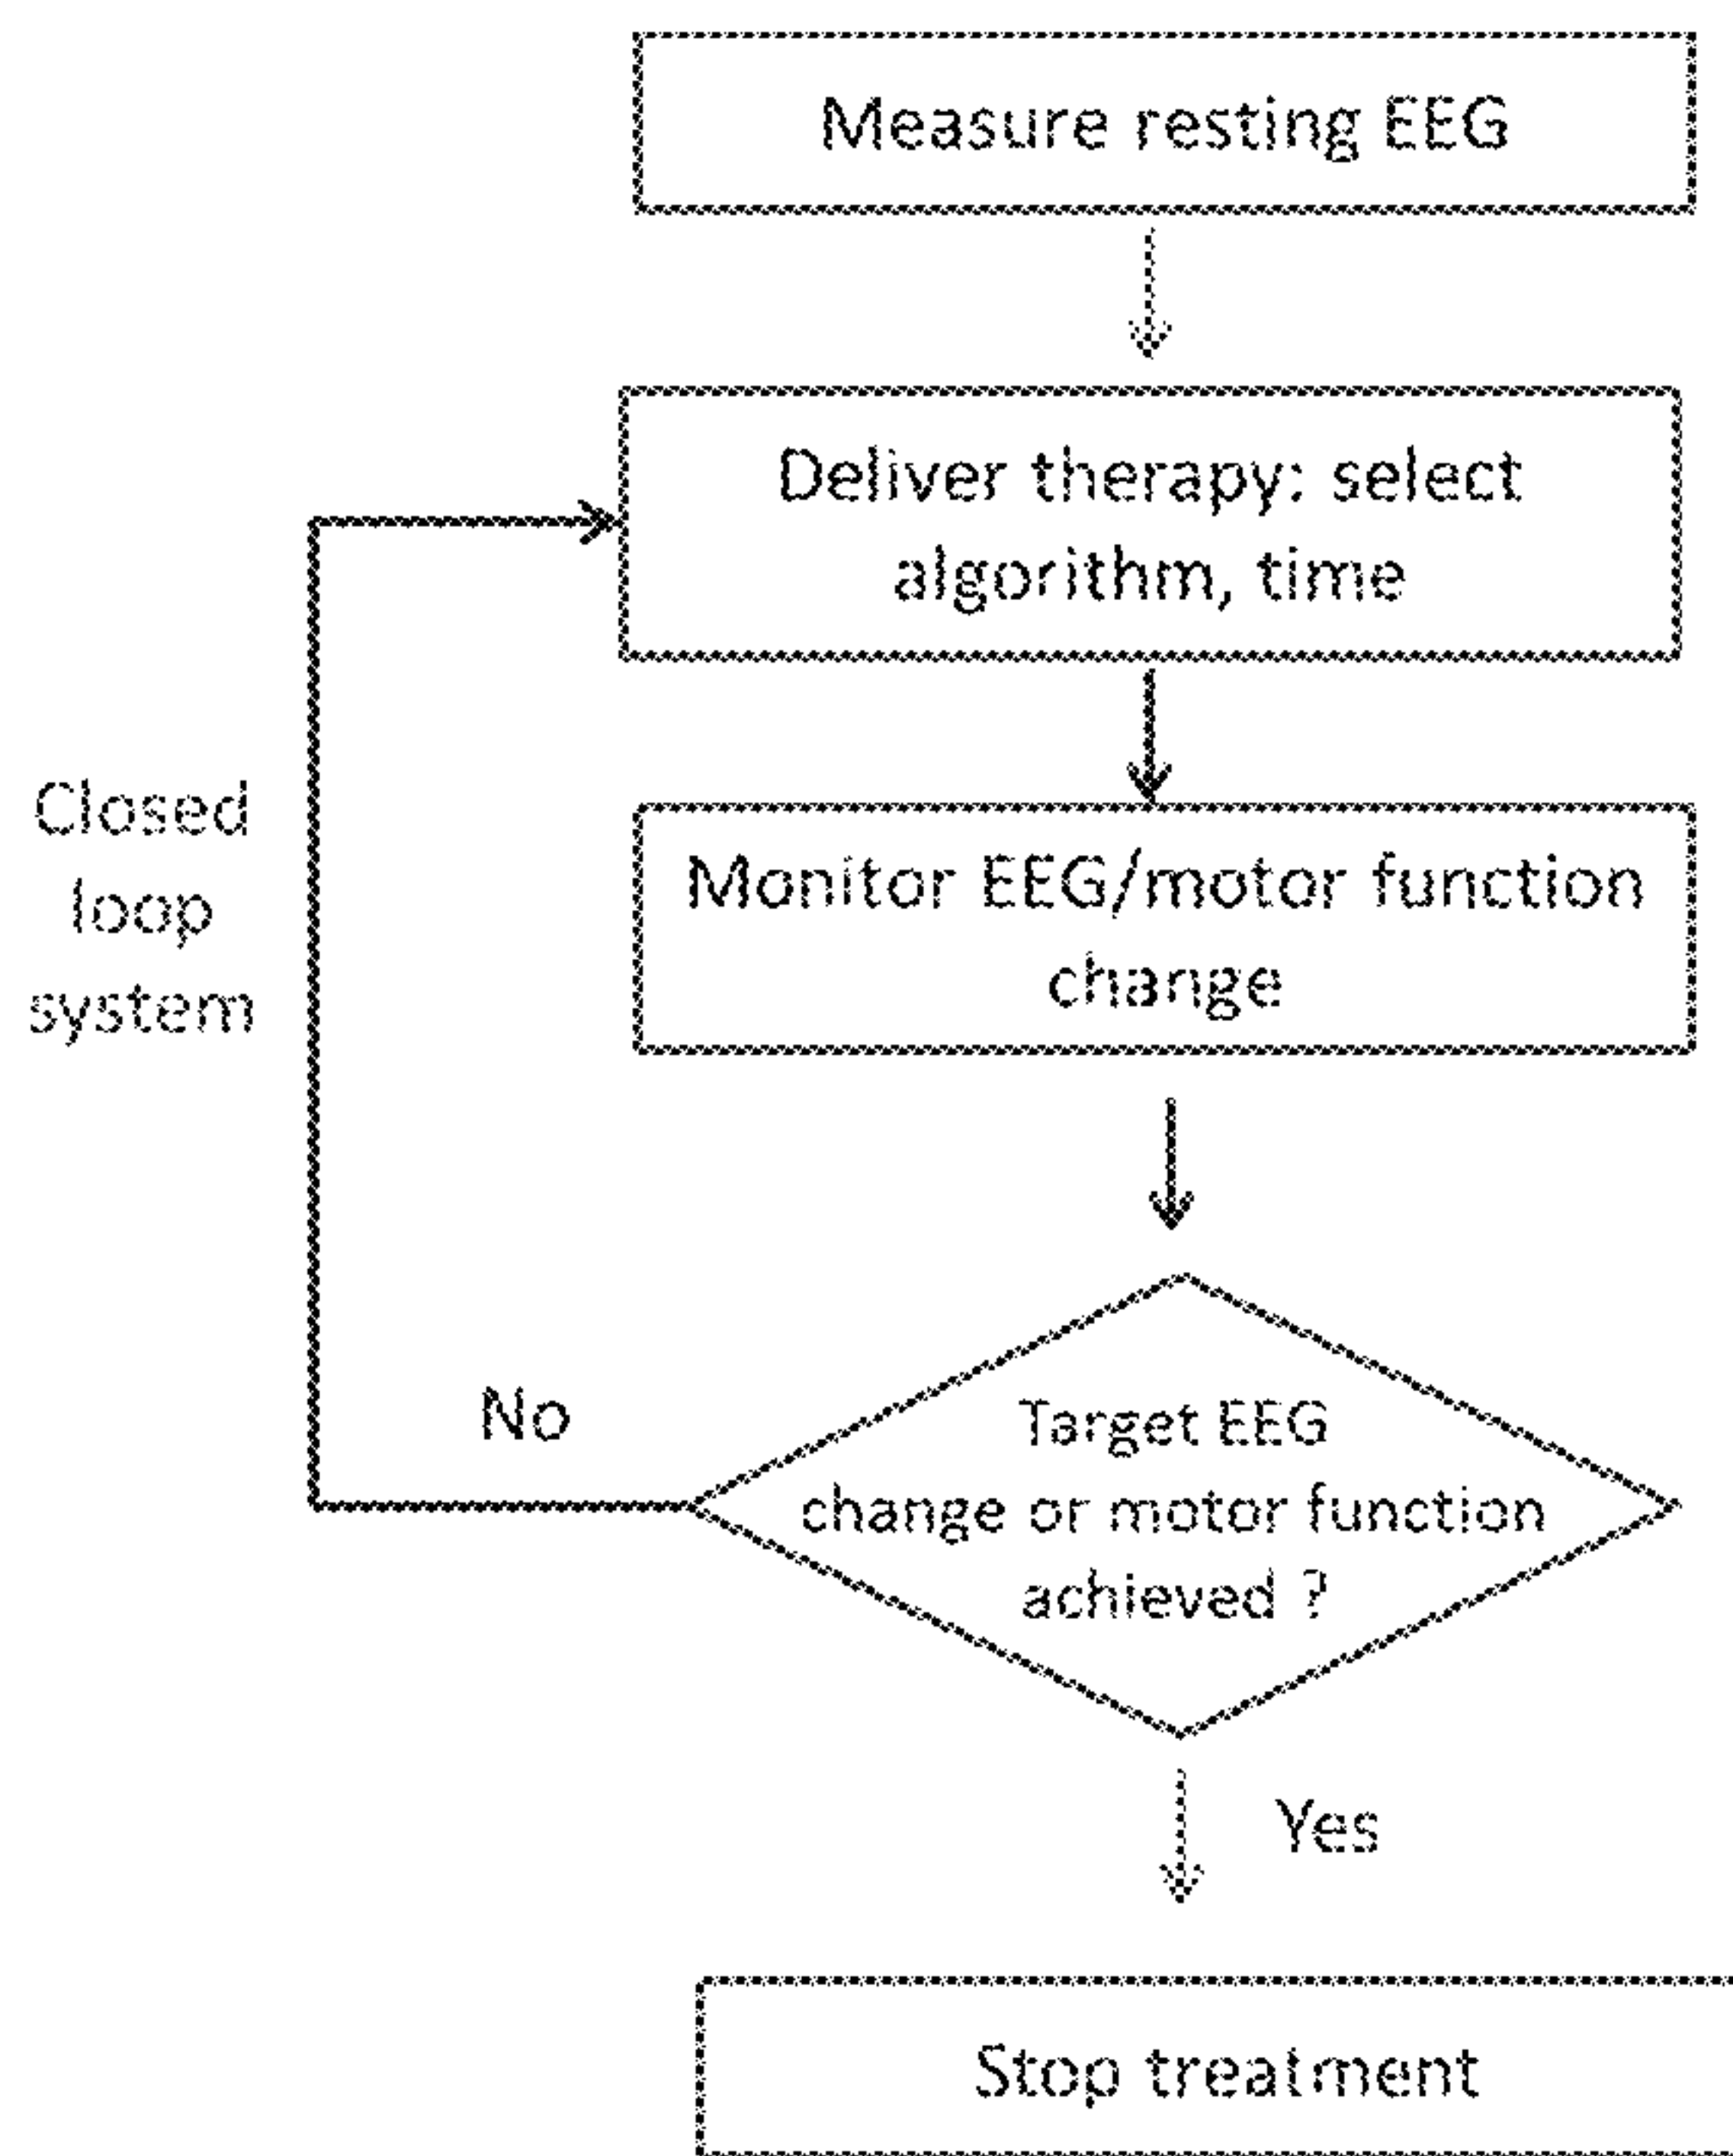 Measure resting EEG
Deliver therapy: select
algorithm, time
Closed
loop
system
Monitor EEG/motor function
change
No
Target EEG
change or motor function
achieved ?
Yes
Stop treatment